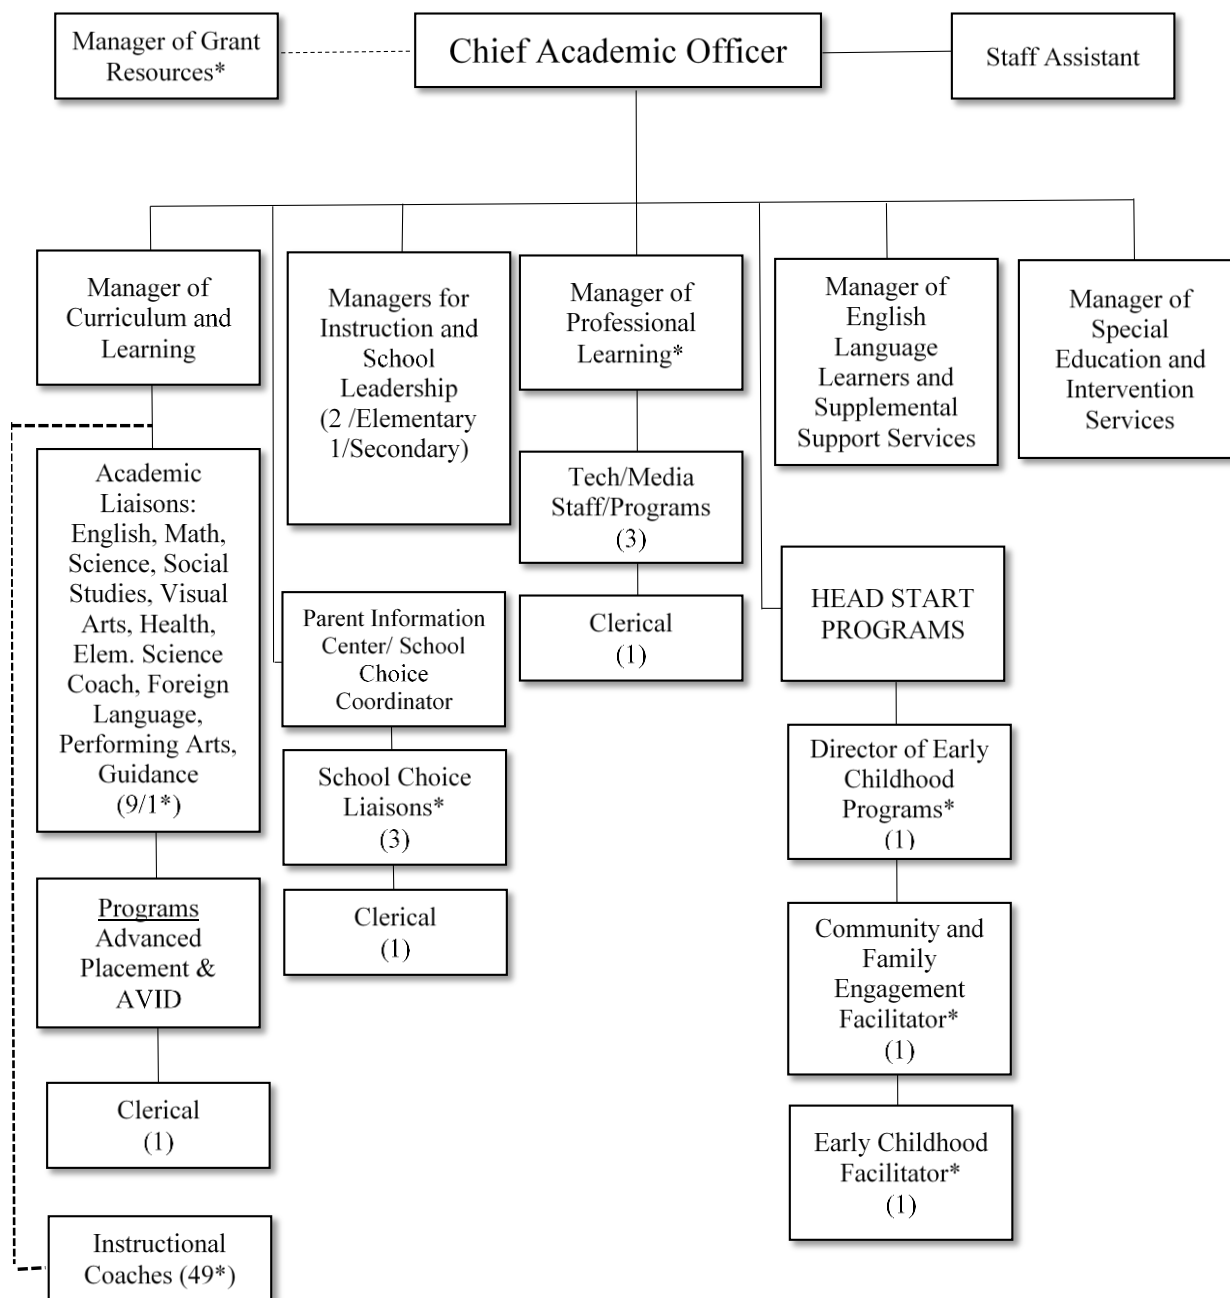 Manager of Grant
Resources*
Chief Academic Officer
Staff Assistant
Manager of
Curriculum and
Learning
Managers for
Instruction and
School
Leadership
(2 /Elementary
1/Secondary)
Manager of
Professional
Learning*
Manager of
English
Language
Learners and
Supplemental
Support Services
Manager of
Special
Education and
Intervention
Services
Academic
Liaisons:
English, Math,
Science, Social
Studies, Visual
Arts, Health,
Elem. Science
Coach, Foreign
Language,
Performing Arts,
Guidance
(9/1*)
Tech/Media
Staff/Programs
(3)
Clerical
(1)
Parent Information
Center/ School
Choice
Coordinator
School Choice
Liaisons*
(3)
Clerical
(1)
HEAD START
PROGRAMS
Director of Early
Childhood
Programs*
(1)
Community and
Family
Engagement
Facilitator*
(1)
Early Childhood
Facilitator*
(1)
Programs
Advanced
Placement &
AVID
Clerical
(1)
Instructional
Coaches (49*)